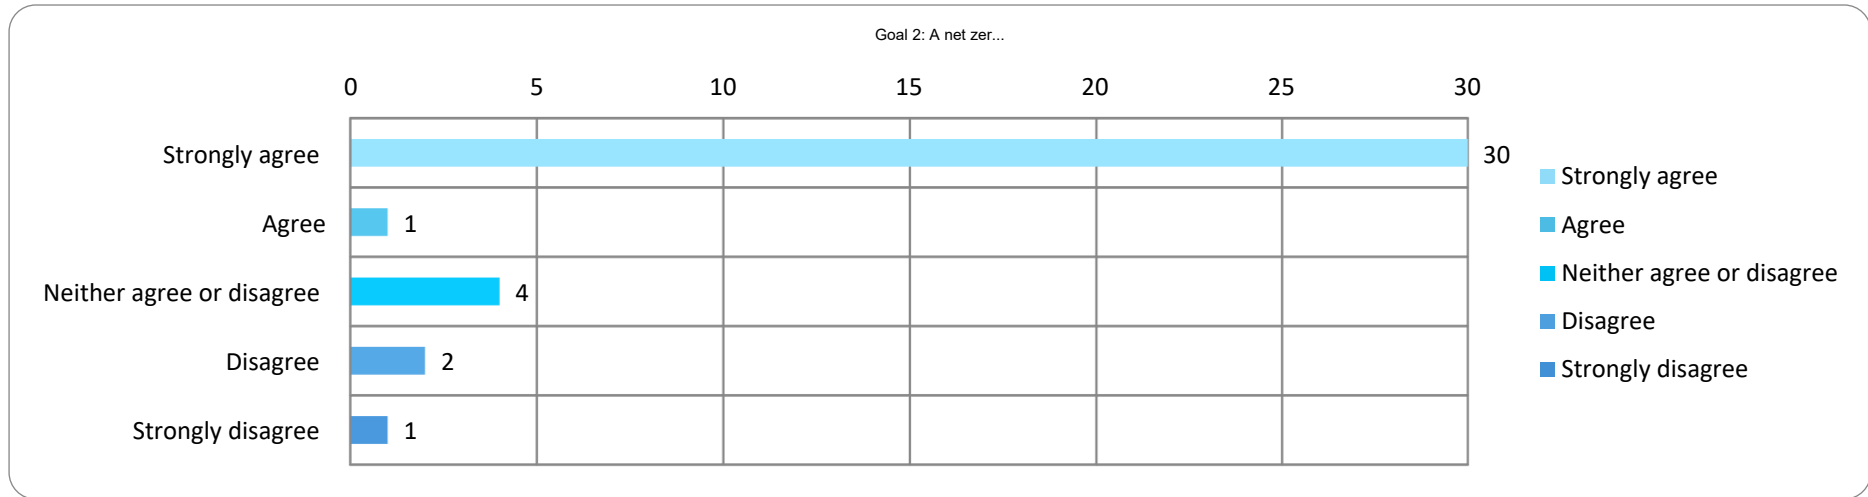 Goal 2: A net zer...
0 5 10 15 20 25 30
Strongly agree 30
Agree 1
Neither agree or disagree 4
Disagree 2
Strongly disagree 1
Strongly agree
Agree
Neither agree or disagree
Disagree
Strongly disagree